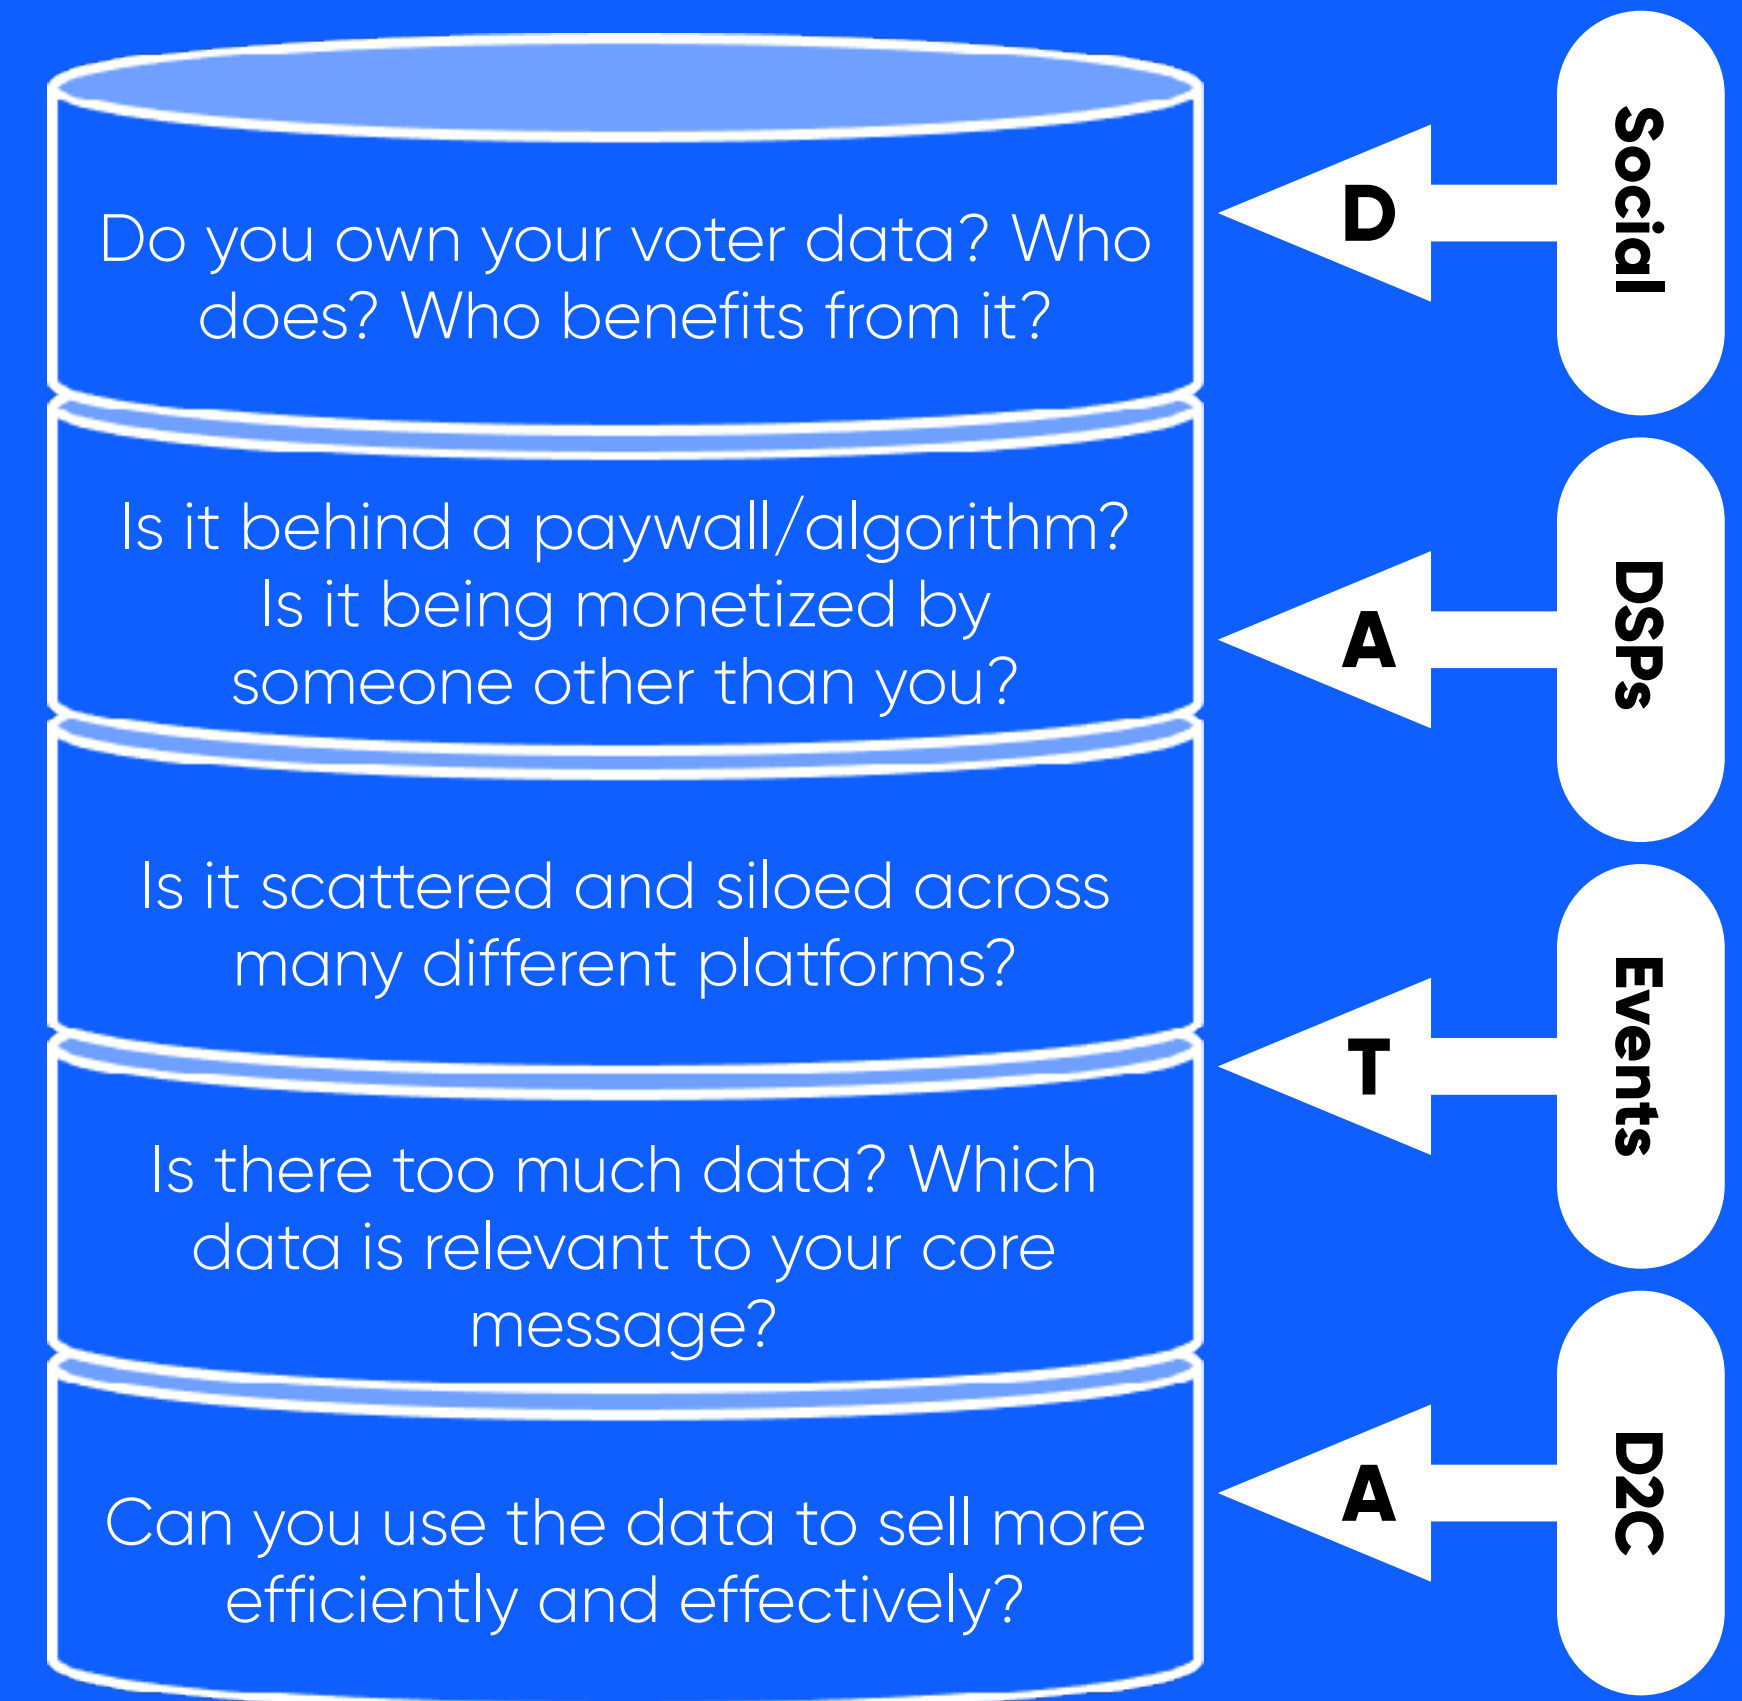 Do you own your voter data? Who
does? Who benefits from it?
Is it behind a paywall/algorithm?
Is it being monetized by
someone other than you?
Is it scattered and siloed across
many different platforms?
Is there too much data? Which
data is relevant to your core
message?
Can you use the data to sell more
efficiently and effectively?
D
A
T
A
Social
DSPs
Events
D2C